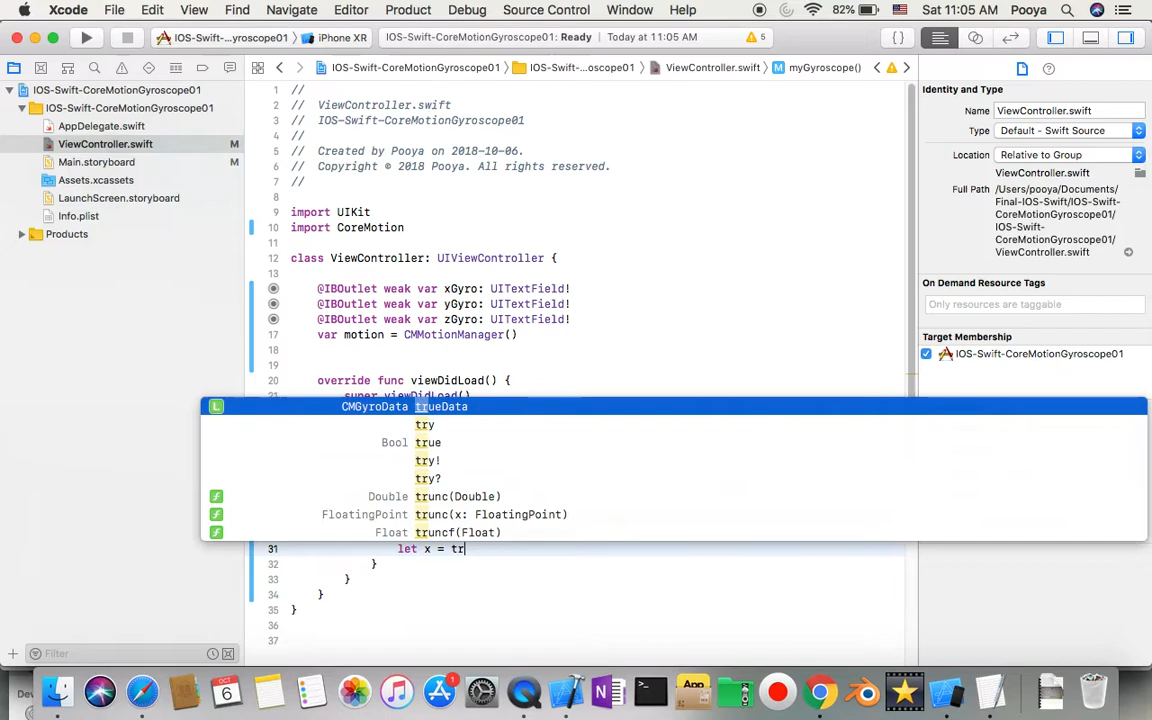 Xcode File Edit View Find Navigate Editor Product Debug Source Control Window Help 82% Sat 11:05 AM Pooya
IOS-Swift-...yroscope01 iPhone XR IOS-Swift-CoreMotionGyroscope01: Ready Today at 11:05 AM 5
IOS-Swift-CoreMotionGyroscope01 IOS-Swift-...oscope01 ViewController.swift M myGyroscope()
IOS-Swift-CoreMotionGyroscope01
IOS-Swift-CoreMotionGyroscope01
AppDelegate.swift
ViewController.swift M
Main.storyboard M
Assets.xcassets
LaunchScreen.storyboard
Info.plist
Products
Filter
1 //
2 // ViewController.swift
3 // IOS-Swift-CoreMotionGyroscope01
4 //
5 // Created by Pooya on 2018-10-06.
6 // Copyright © 2018 Pooya. All rights reserved.
7 //
8
9 import UIKit
10 import CoreMotion
11
12 class ViewController: UIViewController {
13
@IBOutlet weak var xGyro: UITextField!
@IBOutlet weak var yGyro: UITextField!
@IBOutlet weak var zGyro: UITextField!
17 var motion = CMMotionManager()
18
19
20 override func viewDidLoad() {
21 super.viewDidLoad()
L CMGyroData trueData
try
Bool true
try!
try?
f Double trunc(Double)
f FloatingPoint trunc(x: FloatingPoint)
f Float truncf(Float)
31 let x = tr
32 }
33 }
34 }
35 }
36
37
Identity and Type
Name ViewController.swift
Type Default - Swift Source
Location Relative to Group
ViewController.swift
Full Path /Users/pooya/Documents/
Final-IOS-Swift/IOS-Swift-
CoreMotionGyroscope01/
IOS-Swift-
CoreMotionGyroscope01/
ViewController.swift
On Demand Resource Tags
Only resources are taggable
Target Membership
IOS-Swift-CoreMotionGyroscope01
OCT
6
1
App